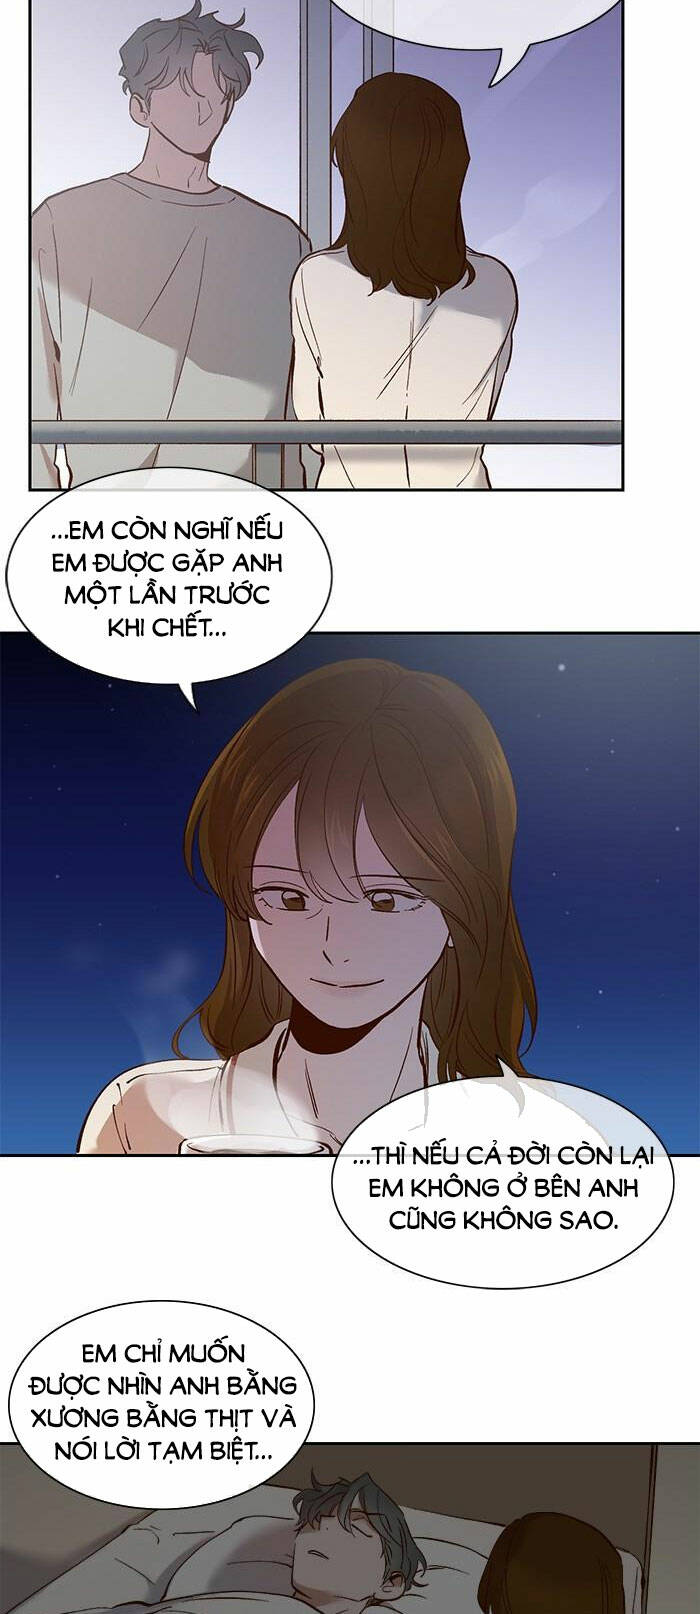 ...EM CÒN NGHĨ NẾU
EM ĐƯỢC GẶP ANH
MỘT LẦN TRƯỚC
KHI CHẾT...
...THÌ NẾU CẢ ĐỜI CÒN LẠI
EM KHÔNG Ở BÊN ANH
CŨNG KHÔNG SAO.
EM CHỈ MUỐN
ĐƯỢC NHÌN ANH BẰNG
XƯƠNG BẰNG THỊT VÀ
NÓI LỜI TẠM BIỆT...